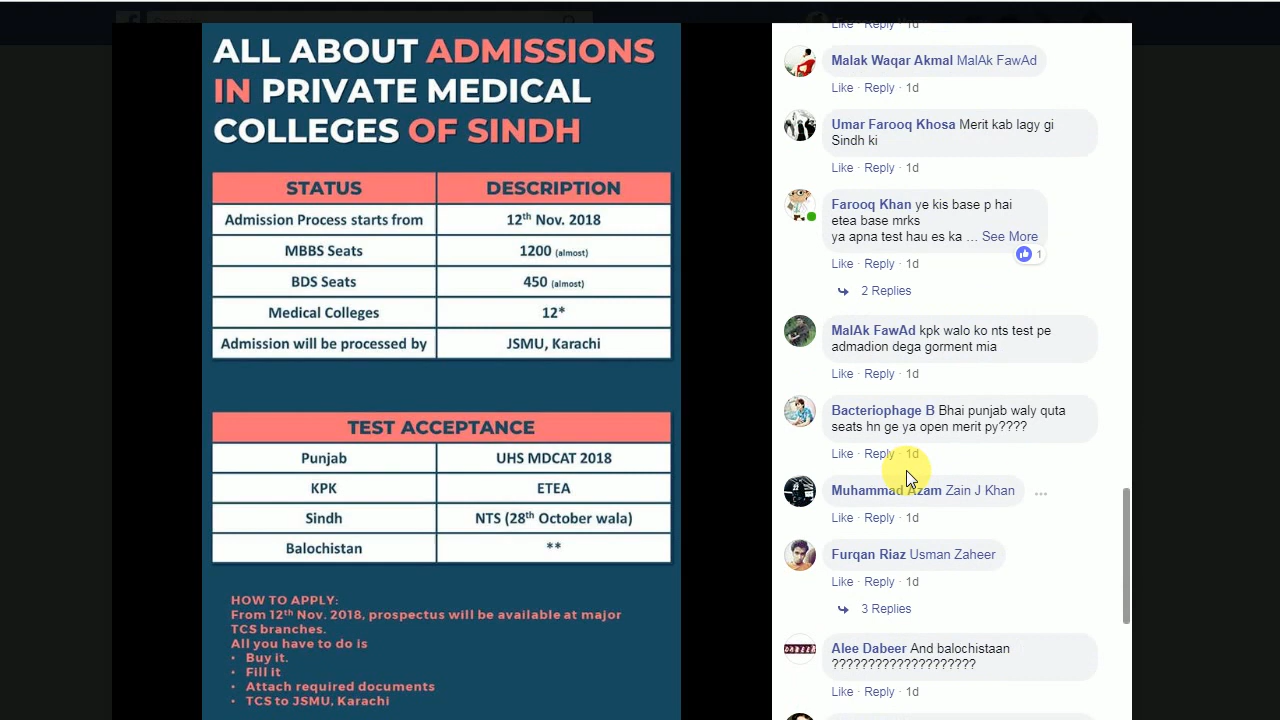 ALL ABOUT ADMISSIONS
IN PRIVATE MEDICAL
COLLEGES OF SINDH
STATUS DESCRIPTION
Admission Process starts from 12th Nov. 2018
MBBS Seats 1200 (almost)
BDS Seats 450 (almost)
Medical Colleges 12*
Admission will be processed by JSMU, Karachi
TEST ACCEPTANCE
Punjab UHS MDCAT 2018
KPK ETEA
Sindh NTS (28th October wala)
Balochistan **
HOW TO APPLY:
From 12th Nov. 2018, prospectus will be available at major
TCS branches.
All you have to do is
• Buy it.
• Fill it
• Attach required documents
• TCS to JSMU, Karachi
Like · Reply · 1d
Malak Waqar Akmal MalAk FawAd
Like · Reply · 1d
Umar Farooq Khosa Merit kab lagy gi
Sindh ki
Like · Reply · 1d
Farooq Khan ye kis base p hai
etea base mrks
ya apna test hau es ka ... See More
1
Like · Reply · 1d
2 Replies
MalAk FawAd kpk walo ko nts test pe
admadion dega gorment mia
Like · Reply · 1d
Bacteriophage B Bhai punjab waly quta
seats hn ge ya open merit py????
Like · Reply · 1d
Muhammad Azam Zain J Khan
Like · Reply · 1d
Furqan Riaz Usman Zaheer
Like · Reply · 1d
3 Replies
Alee Dabeer And balochistaan
????????????????????
Like · Reply · 1d